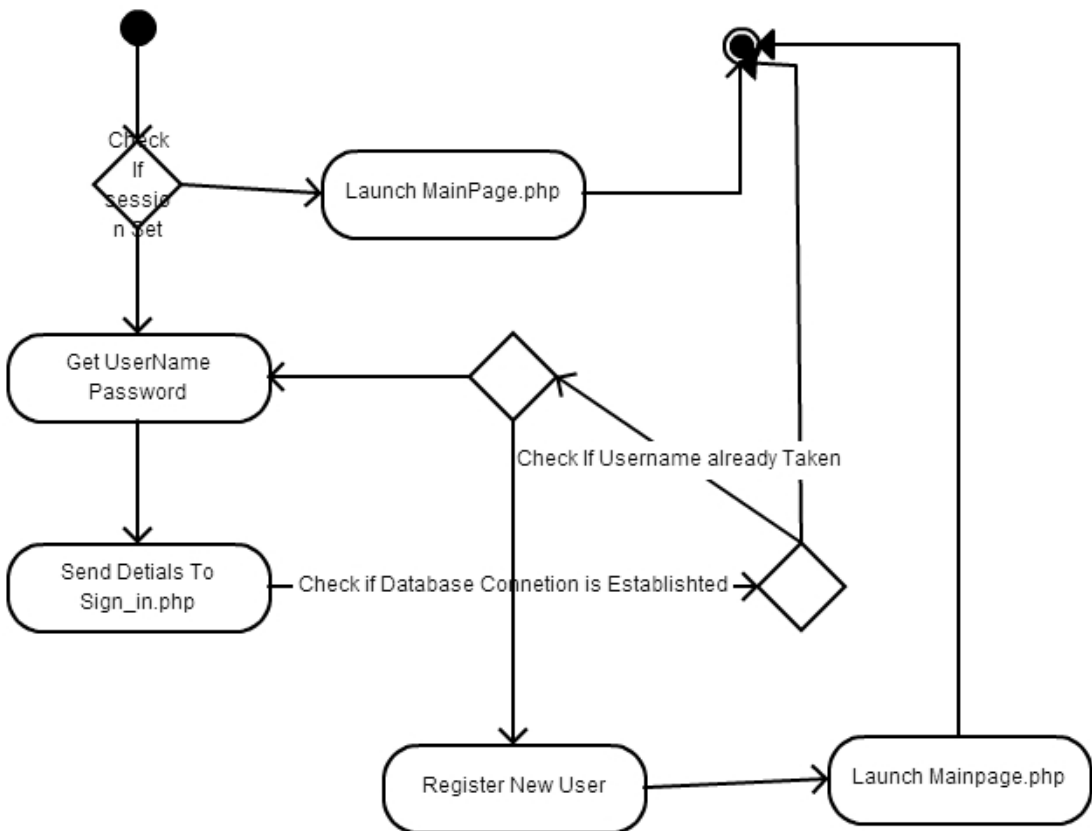 Check
If
sessio
n Set
Launch MainPage.php
Get UserName
Password
Check If Username already Taken
Send Detials To
Sign_in.php
Check if Database Connetion is Establishted
Register New User
Launch Mainpage.php